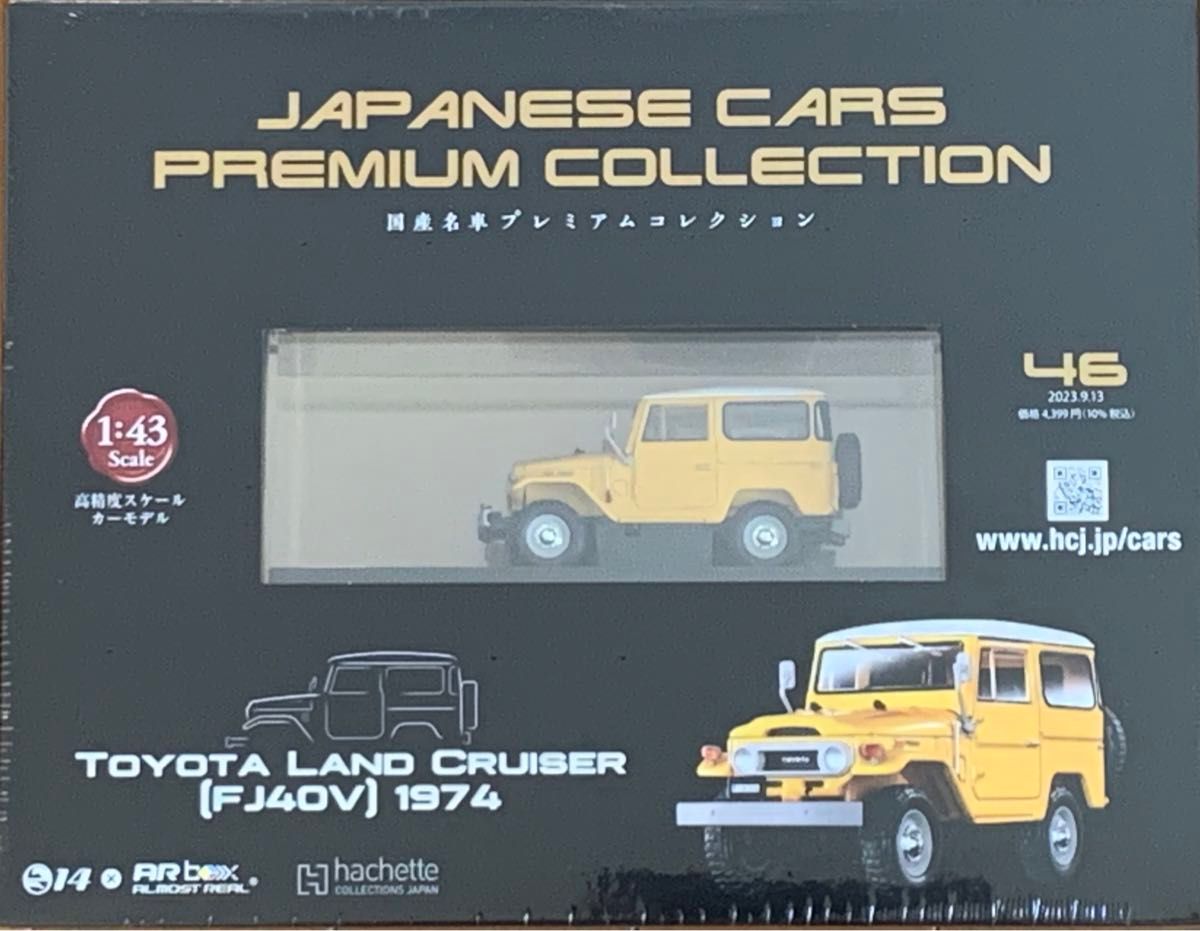 JAPANESE CARS
PREMIUM COLLECTION
国産名車プレミアムコレクション
1:43
Scale
高精度スケール
カーモデル
46
2023.9.13
価格 4,399円(10%税込)
www.hcj.jp/cars
TOYOTA LAND CRUISER
(FJ40V) 1974
TOYOTA
14 × ARbox
ALMOST REAL®
hachette
COLLECTIONS JAPAN